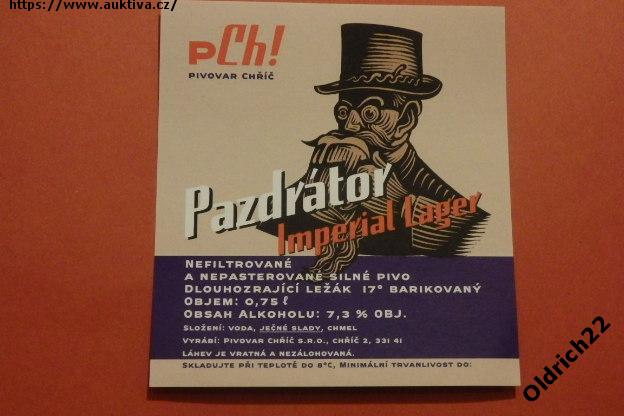 https://www.auktiva.cz/
pCh!
PIVOVAR CHŘÍČ
Pazdrátor
Imperial Lager
NEFILTROVANÉ
A NEPASTEROVANÉ SILNÉ PIVO
DLOUHOZRAJÍCÍ LEŽÁK 17° BARIKOVANÝ
OBJEM: 0,75 ℓ
OBSAH ALKOHOLU: 7,3 % OBJ.
SLOŽENÍ: VODA, JEČNÉ SLADY, CHMEL
VYRÁBÍ: PIVOVAR CHŘÍČ S.R.O., CHŘÍČ 2, 331 41
LÁHEV JE VRATNÁ A NEZÁLOHOVANÁ.
SKLADUJTE PŘI TEPLOTĚ DO 8°C, MINIMÁLNÍ TRVANLIVOST DO:
Oldrich22